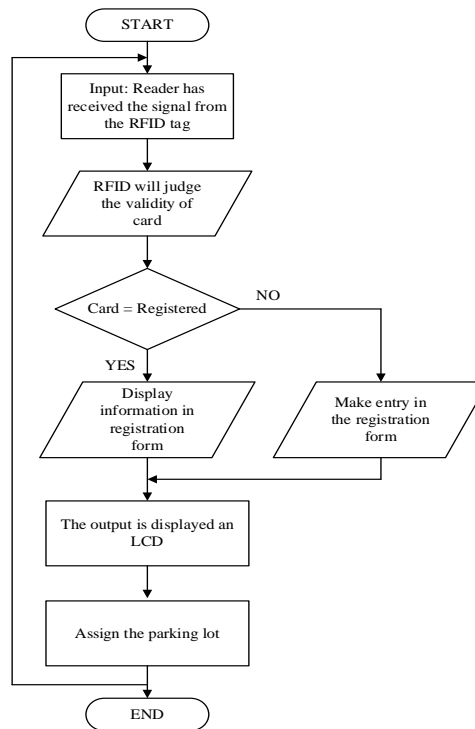 START
Input: Reader has
received the signal from
the RFID tag
RFID will judge
the validity of
card
Card = Registered
NO
YES
Display
information in
registration
form
Make entry in
the registration
form
The output is displayed an
LCD
Assign the parking lot
END